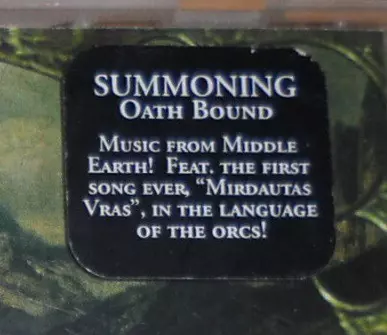 SUMMONING
OATH BOUND
MUSIC FROM MIDDLE
EARTH! FEAT. THE FIRST
SONG EVER, "MIRDAUTAS
VRAS", IN THE LANGUAGE
OF THE ORCS!